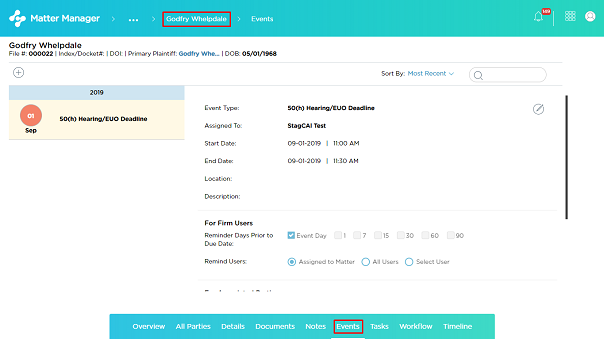 Matter Manager > ... > Godfry Whelpdale > Events
Godfry Whelpdale
File #: 000022 | Index/Docket#: | DOI: | Primary Plaintiff: Godfry Whe... | DOB: 05/01/1968
Sort By: Most Recent
2019
01
Sep
50(h) Hearing/EUO Deadline
Event Type: 50(h) Hearing/EUO Deadline
Assigned To: StagCAI Test
Start Date: 09-01-2019 | 11:00 AM
End Date: 09-01-2019 | 11:30 AM
Location:
Description:
For Firm Users
Reminder Days Prior to
Due Date:
Event Day 1 7 15 30 60 90
Remind Users: Assigned to Matter All Users Select User
Overview All Parties Details Documents Notes Events Tasks Workflow Timeline